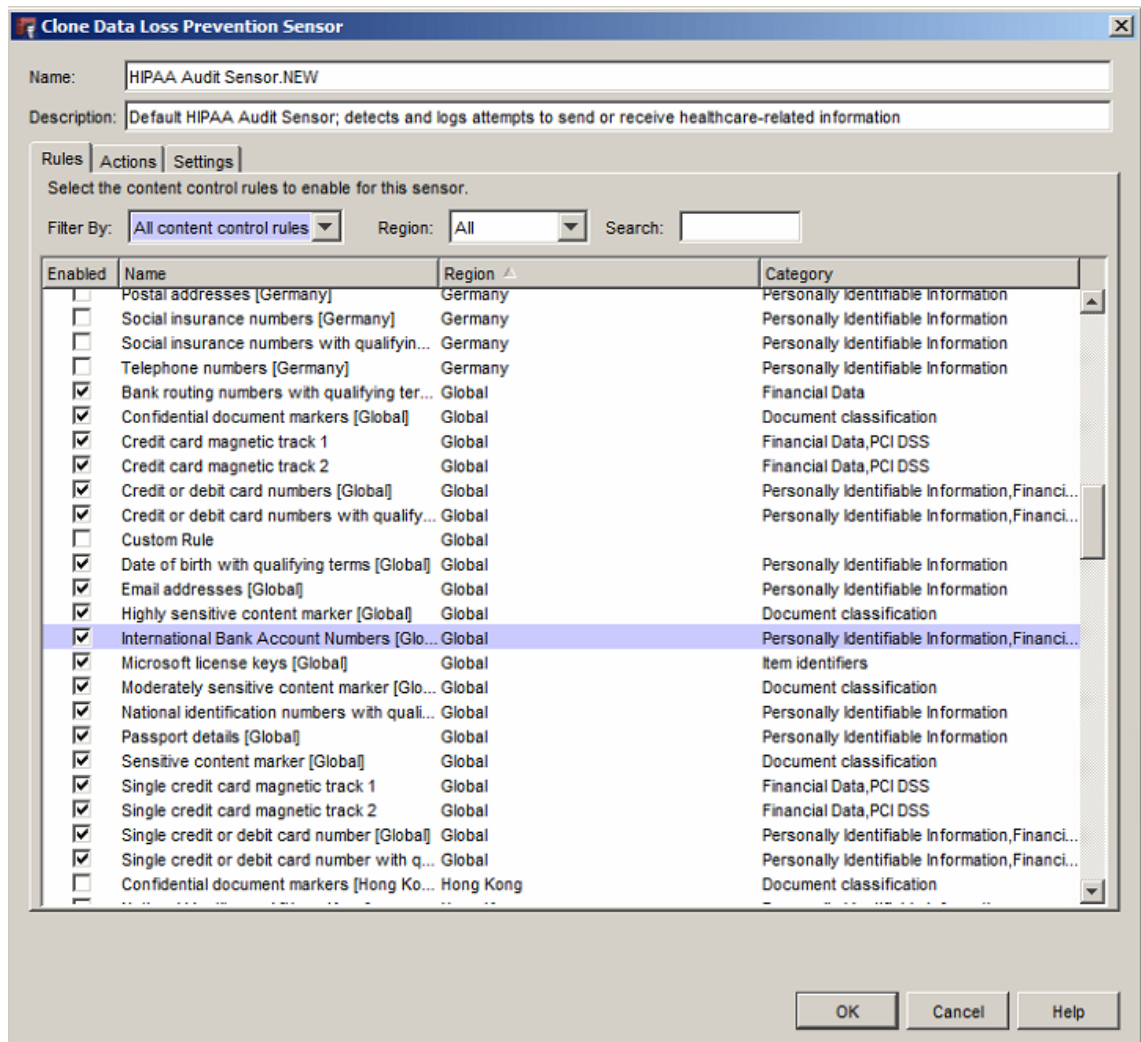 Clone Data Loss Prevention Sensor
Name: HIPAA Audit Sensor.NEW
Description: Default HIPAA Audit Sensor; detects and logs attempts to send or receive healthcare-related information
Rules Actions Settings
Select the content control rules to enable for this sensor.
Filter By: All content control rules Region: All Search:
Enabled Name Region Category
Postal addresses [Germany] Germany Personally Identifiable Information
Social insurance numbers [Germany] Germany Personally Identifiable Information
Social insurance numbers with qualifyin... Germany Personally Identifiable Information
Telephone numbers [Germany] Germany Personally Identifiable Information
Bank routing numbers with qualifying ter... Global Financial Data
Confidential document markers [Global] Global Document classification
Credit card magnetic track 1 Global Financial Data,PCI DSS
Credit card magnetic track 2 Global Financial Data,PCI DSS
Credit or debit card numbers [Global] Global Personally Identifiable Information,Financi...
Credit or debit card numbers with qualify... Global Personally Identifiable Information,Financi...
Custom Rule Global
Date of birth with qualifying terms [Global] Global Personally Identifiable Information
Email addresses [Global] Global Personally Identifiable Information
Highly sensitive content marker [Global] Global Document classification
International Bank Account Numbers [Glo... Global Personally Identifiable Information,Financi...
Microsoft license keys [Global] Global Item identifiers
Moderately sensitive content marker [Glo... Global Document classification
National identification numbers with quali... Global Personally Identifiable Information
Passport details [Global] Global Personally Identifiable Information
Sensitive content marker [Global] Global Document classification
Single credit card magnetic track 1 Global Financial Data,PCI DSS
Single credit card magnetic track 2 Global Financial Data,PCI DSS
Single credit or debit card number [Global] Global Personally Identifiable Information,Financi...
Single credit or debit card number with q... Global Personally Identifiable Information,Financi...
Confidential document markers [Hong Ko... Hong Kong Document classification
OK Cancel Help